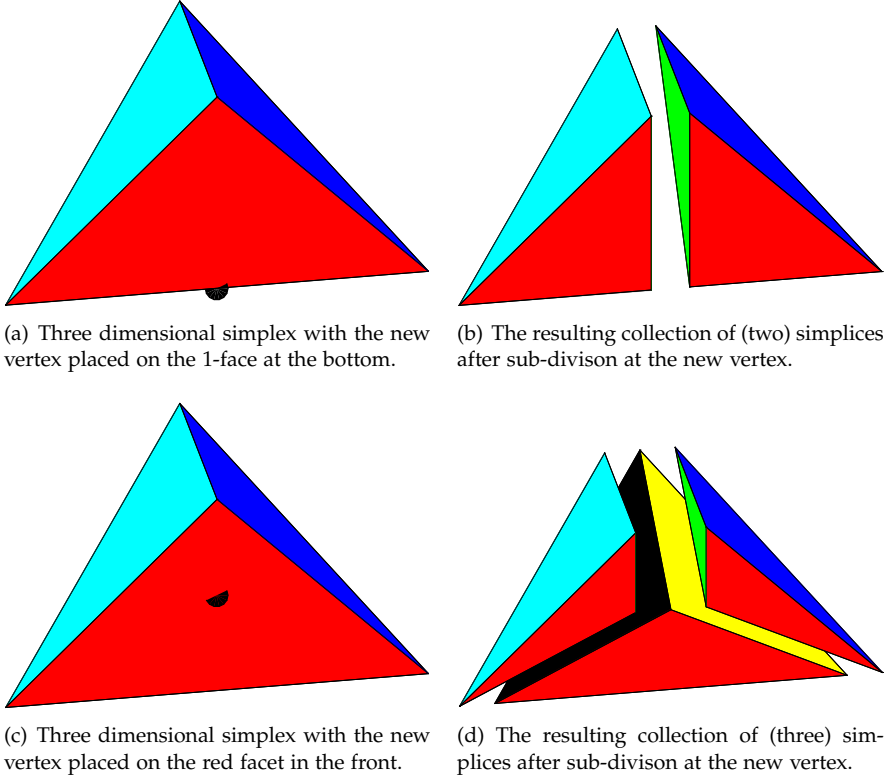 (a) Three dimensional simplex with the new
vertex placed on the 1-face at the bottom.
(b) The resulting collection of (two) simplices
after sub-divison at the new vertex.
(c) Three dimensional simplex with the new
vertex placed on the red facet in the front.
(d) The resulting collection of (three) sim-
plices after sub-divison at the new vertex.